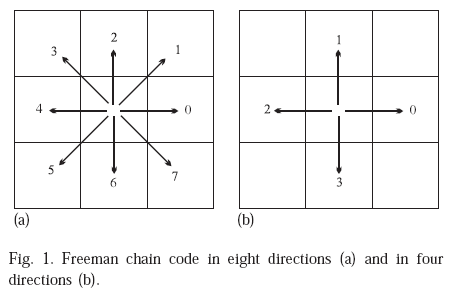 2
3 1
1
4 0
2 0
5 7
6
3
(a) (b)
Fig. 1. Freeman chain code in eight directions (a) and in four
directions (b).